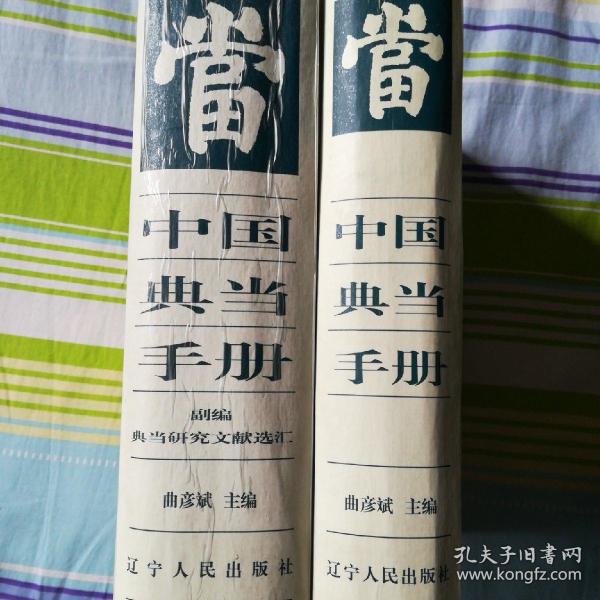 當
中国
典当
手册
副编
典当研究文献选汇
曲彦斌 主编
辽宁人民出版社
當
中国
典当
手册
曲彦斌 主编
辽宁人民出版社
孔夫子旧書网
www.kongfz.com